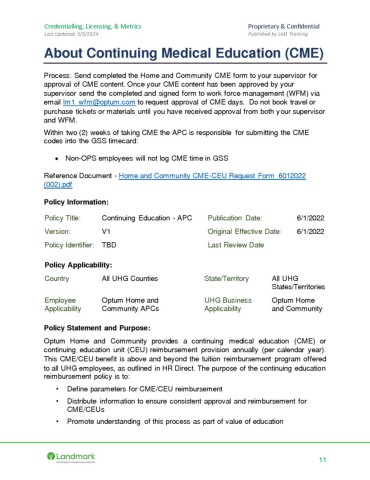 Credentialling, Licensing, & Metrics Proprietary & Confidential
Last Updated: 5/3/2024 Published by LM1 Training
About Continuing Medical Education (CME)
Process: Send completed the Home and Community CME form to your supervisor for
approval of CME content. Once your CME content has been approved by your
supervisor send the completed and signed form to work force management (WFM) via
email lm1_wfm@optum.com to request approval of CME days. Do not book travel or
purchase tickets or materials until you have received approval from both your supervisor
and WFM.
Within two (2) weeks of taking CME the APC is responsible for submitting the CME
codes into the GSS timecard:
• Non-OPS employees will not log CME time in GSS
Reference Document - Home and Community CME-CEU Request Form_6012022
(002).pdf
Policy Information:
Policy Title: Continuing Education - APC Publication Date: 6/1/2022
Version: V1 Original Effective Date: 6/1/2022
Policy Identifier: TBD Last Review Date
Policy Applicability:
Country All UHG Counties State/Territory All UHG
States/Territories
Employee Optum Home and UHG Business Optum Home
Applicability Community APCs Applicability and Community
Policy Statement and Purpose:
Optum Home and Community provides a continuing medical education (CME) or
continuing education unit (CEU) reimbursement provision annually (per calendar year).
This CME/CEU benefit is above and beyond the tuition reimbursement program offered
to all UHG employees, as outlined in HR Direct. The purpose of the continuing education
reimbursement policy is to:
• Define parameters for CME/CEU reimbursement
• Distribute information to ensure consistent approval and reimbursement for
CME/CEUs
• Promote understanding of this process as part of value of education
Landmark
11